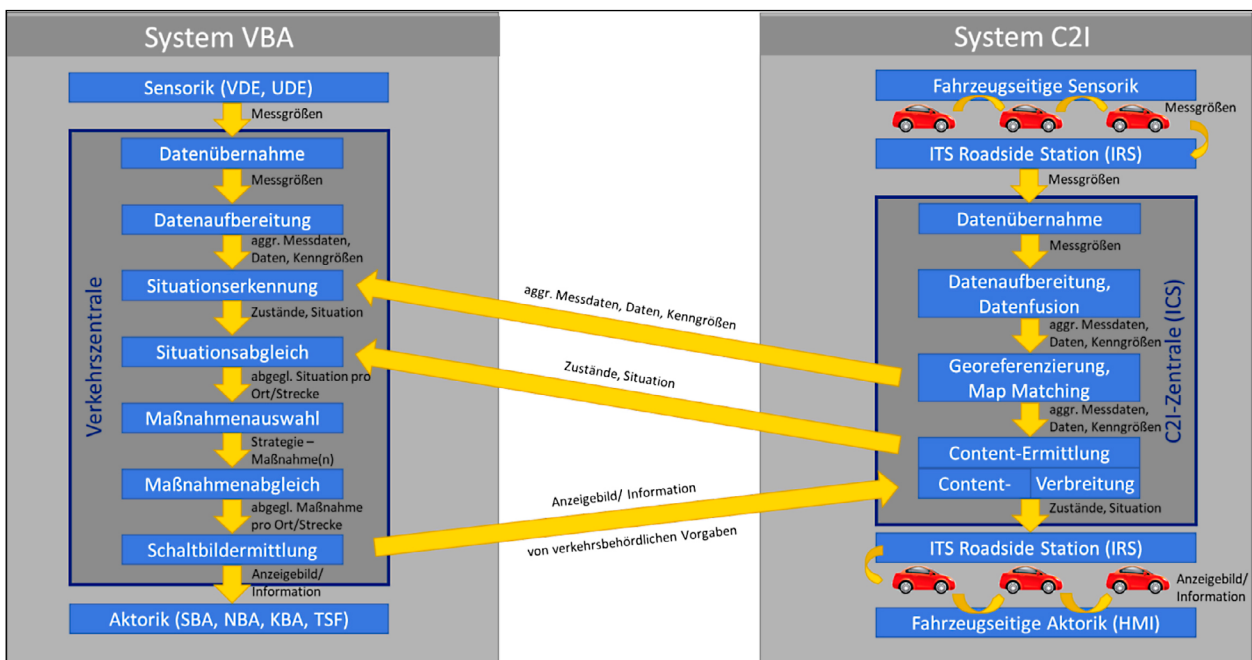 System VBA
Sensorik (VDE, UDE)
Messgrößen
Verkehrszentrale
Datenübernahme
Messgrößen
Datenaufbereitung
aggr. Messdaten,
Daten, Kenngrößen
Situationserkennung
Zustände, Situation
Situationsabgleich
abgegl. Situation pro
Ort/Strecke
Maßnahmenauswahl
Strategie –
Maßnahme(n)
Maßnahmenabgleich
abgegl. Maßnahme
pro Ort/Strecke
Schaltbildermittlung
Anzeigebild/
Information
Aktorik (SBA, NBA, KBA, TSF)
aggr. Messdaten, Daten, Kenngrößen
Zustände, Situation
Anzeigebild/ Information
von verkehrsbehördlichen Vorgaben
System C2I
Fahrzeugseitige Sensorik
Messgrößen
ITS Roadside Station (IRS)
Messgrößen
C2I-Zentrale (ICS)
Datenübernahme
Messgrößen
Datenaufbereitung,
Datenfusion
aggr. Messdaten,
Daten, Kenngrößen
Georeferenzierung,
Map Matching
aggr. Messdaten,
Daten, Kenngrößen
Content-Ermittlung
Content- Verbreitung
Zustände, Situation
ITS Roadside Station (IRS)
Anzeigebild/
Information
Fahrzeugseitige Aktorik (HMI)